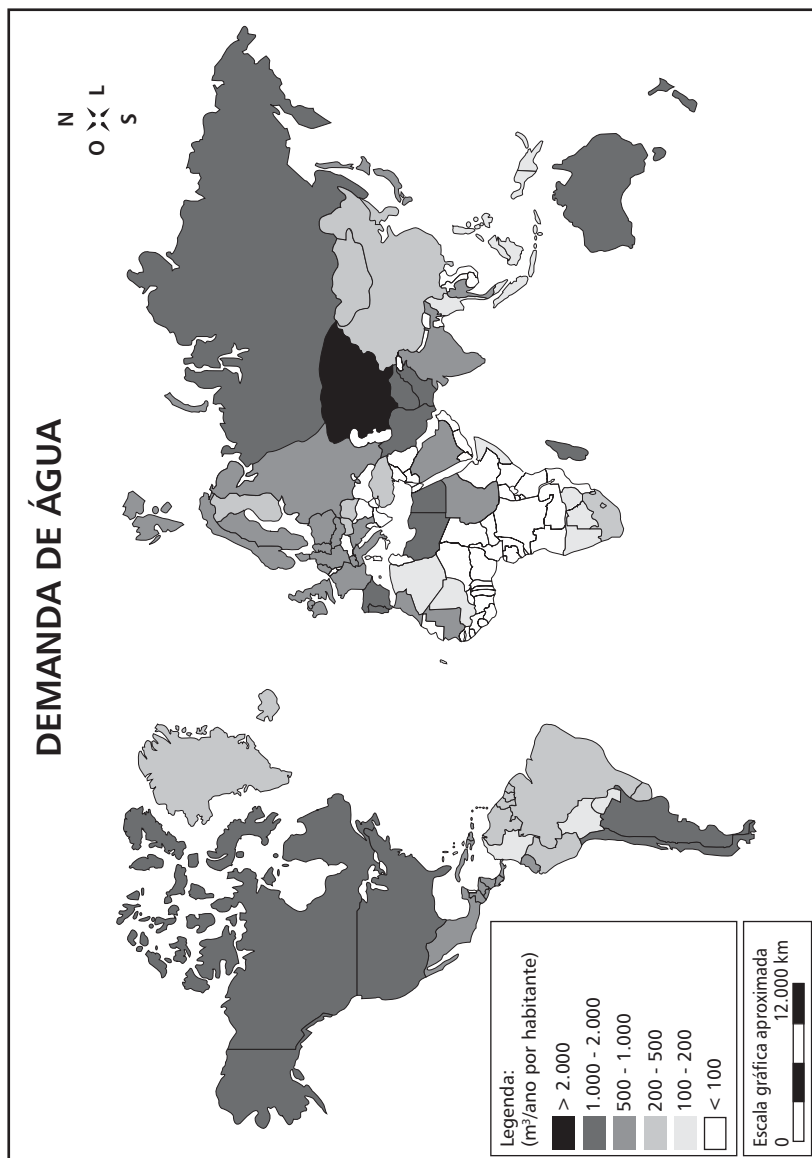 DEMANDA DE ÁGUA
N
O L
S
Legenda:
(m³/ano por habitante)
> 2.000
1.000 - 2.000
500 - 1.000
200 - 500
100 - 200
< 100
Escala gráfica aproximada
0 12.000 km